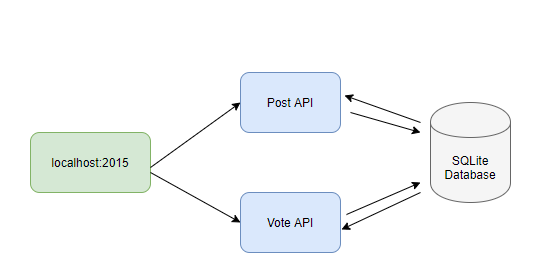 Post API
localhost:2015
SQLite
Database
Vote API